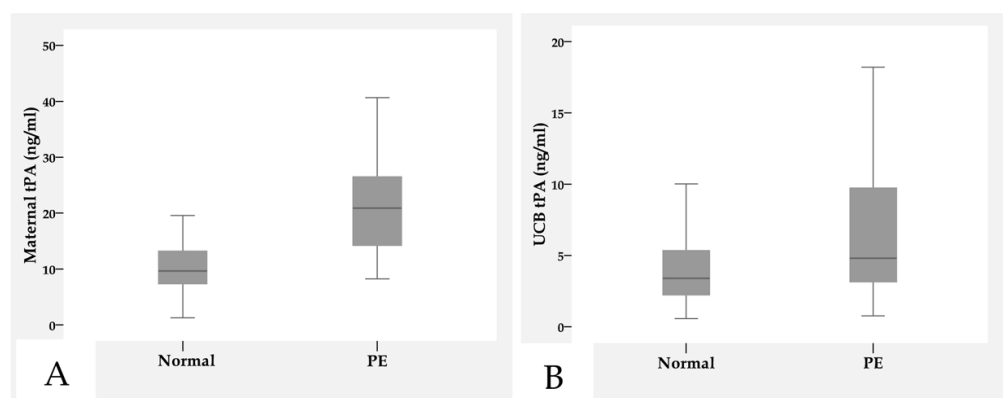 Maternal tPA (ng/ml)
50
40
30
20
10
0
Normal
PE
A
UCB tPA (ng/ml)
20
15
10
5
0
Normal
PE
B